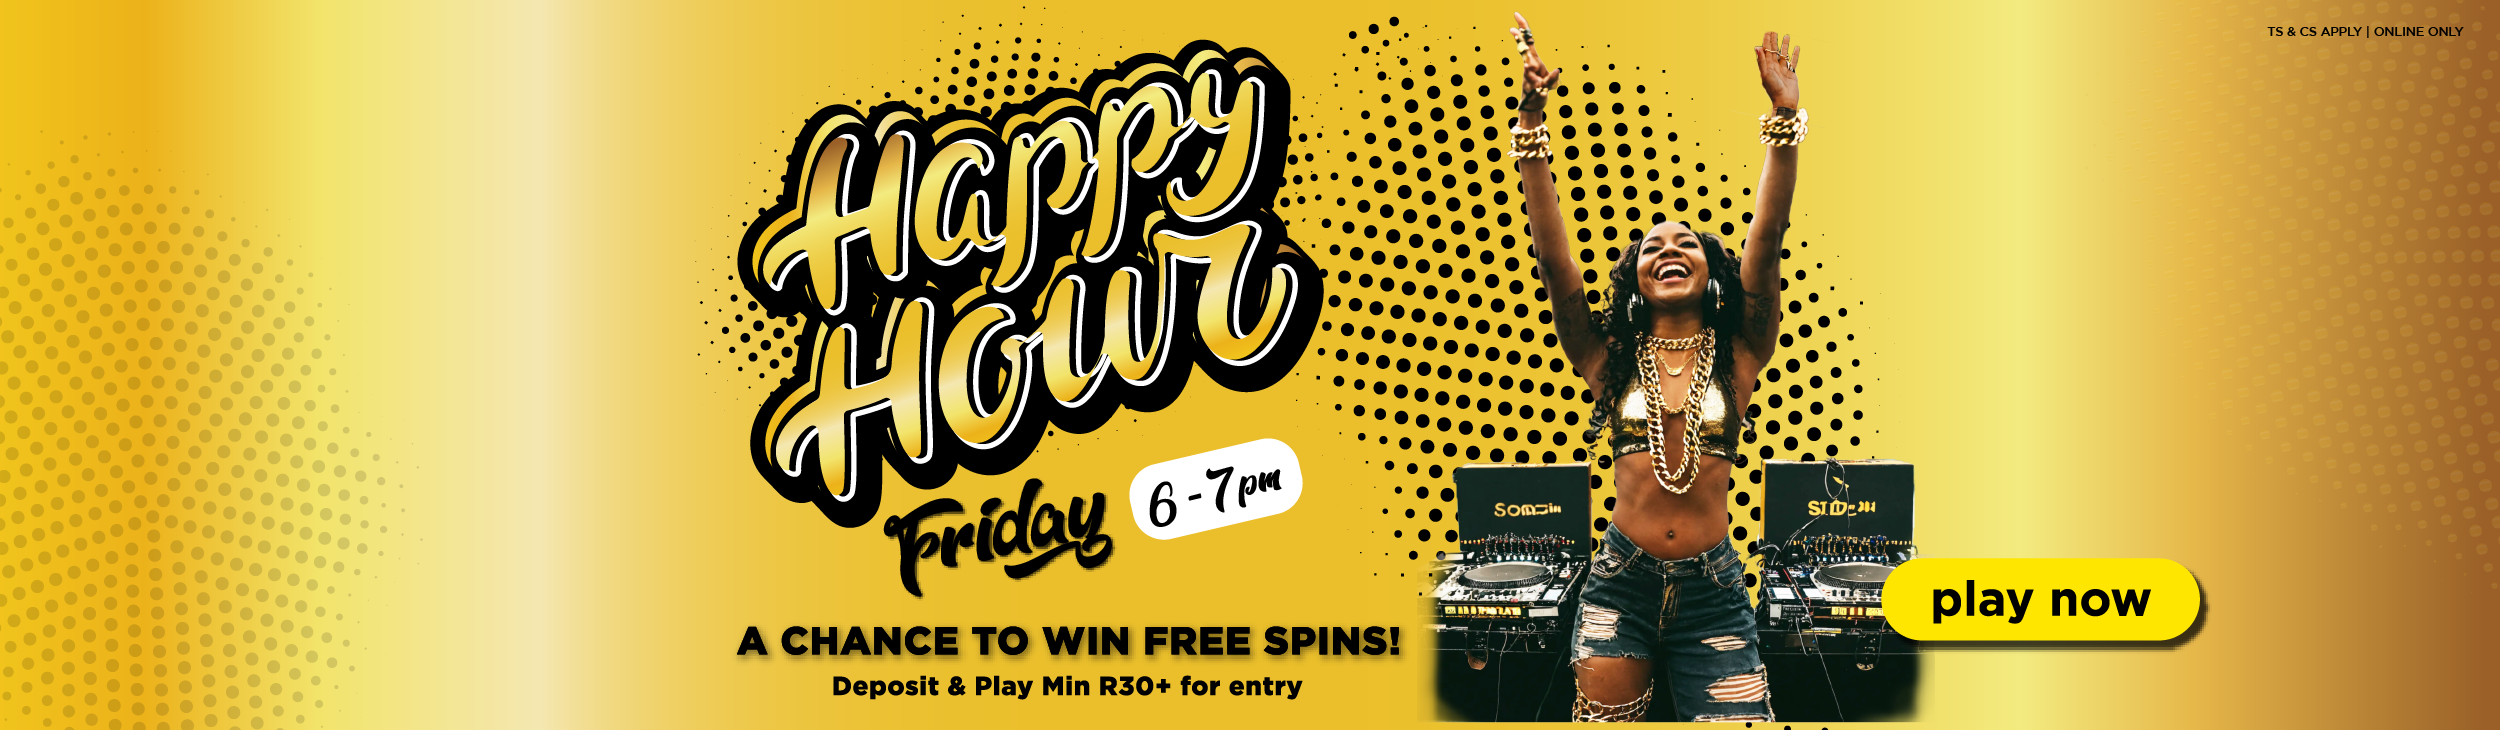 TS & CS APPLY | ONLINE ONLY
Happy
Hour
Friday
6-7pm
A CHANCE TO WIN FREE SPINS!
Deposit & Play Min R30+ for entry
play now